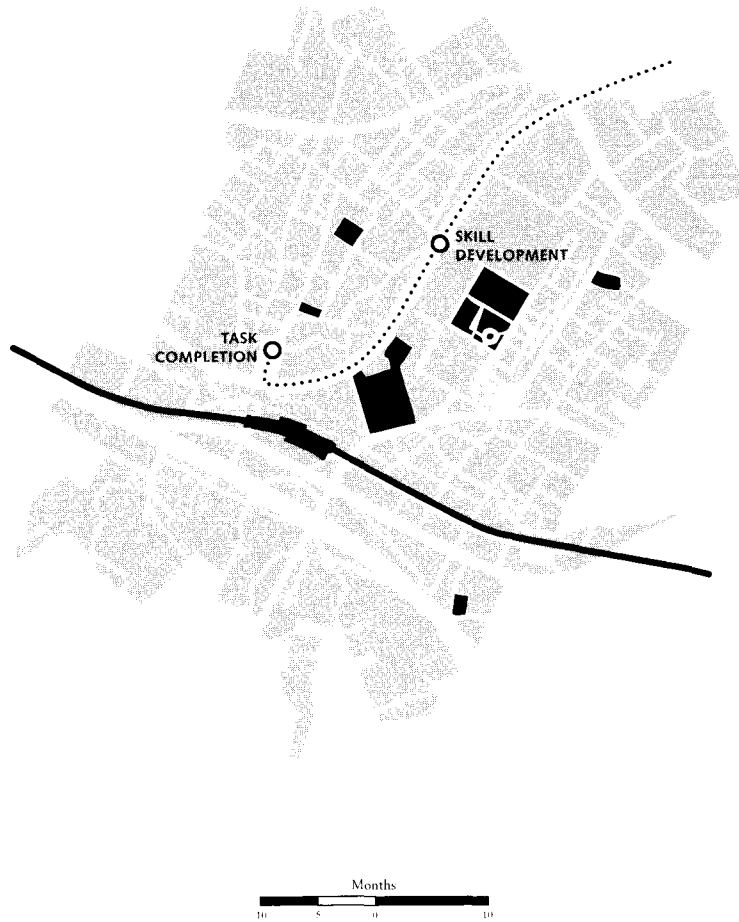 SKILL
DEVELOPMENT
TASK
COMPLETION
Months
10 5 0 10